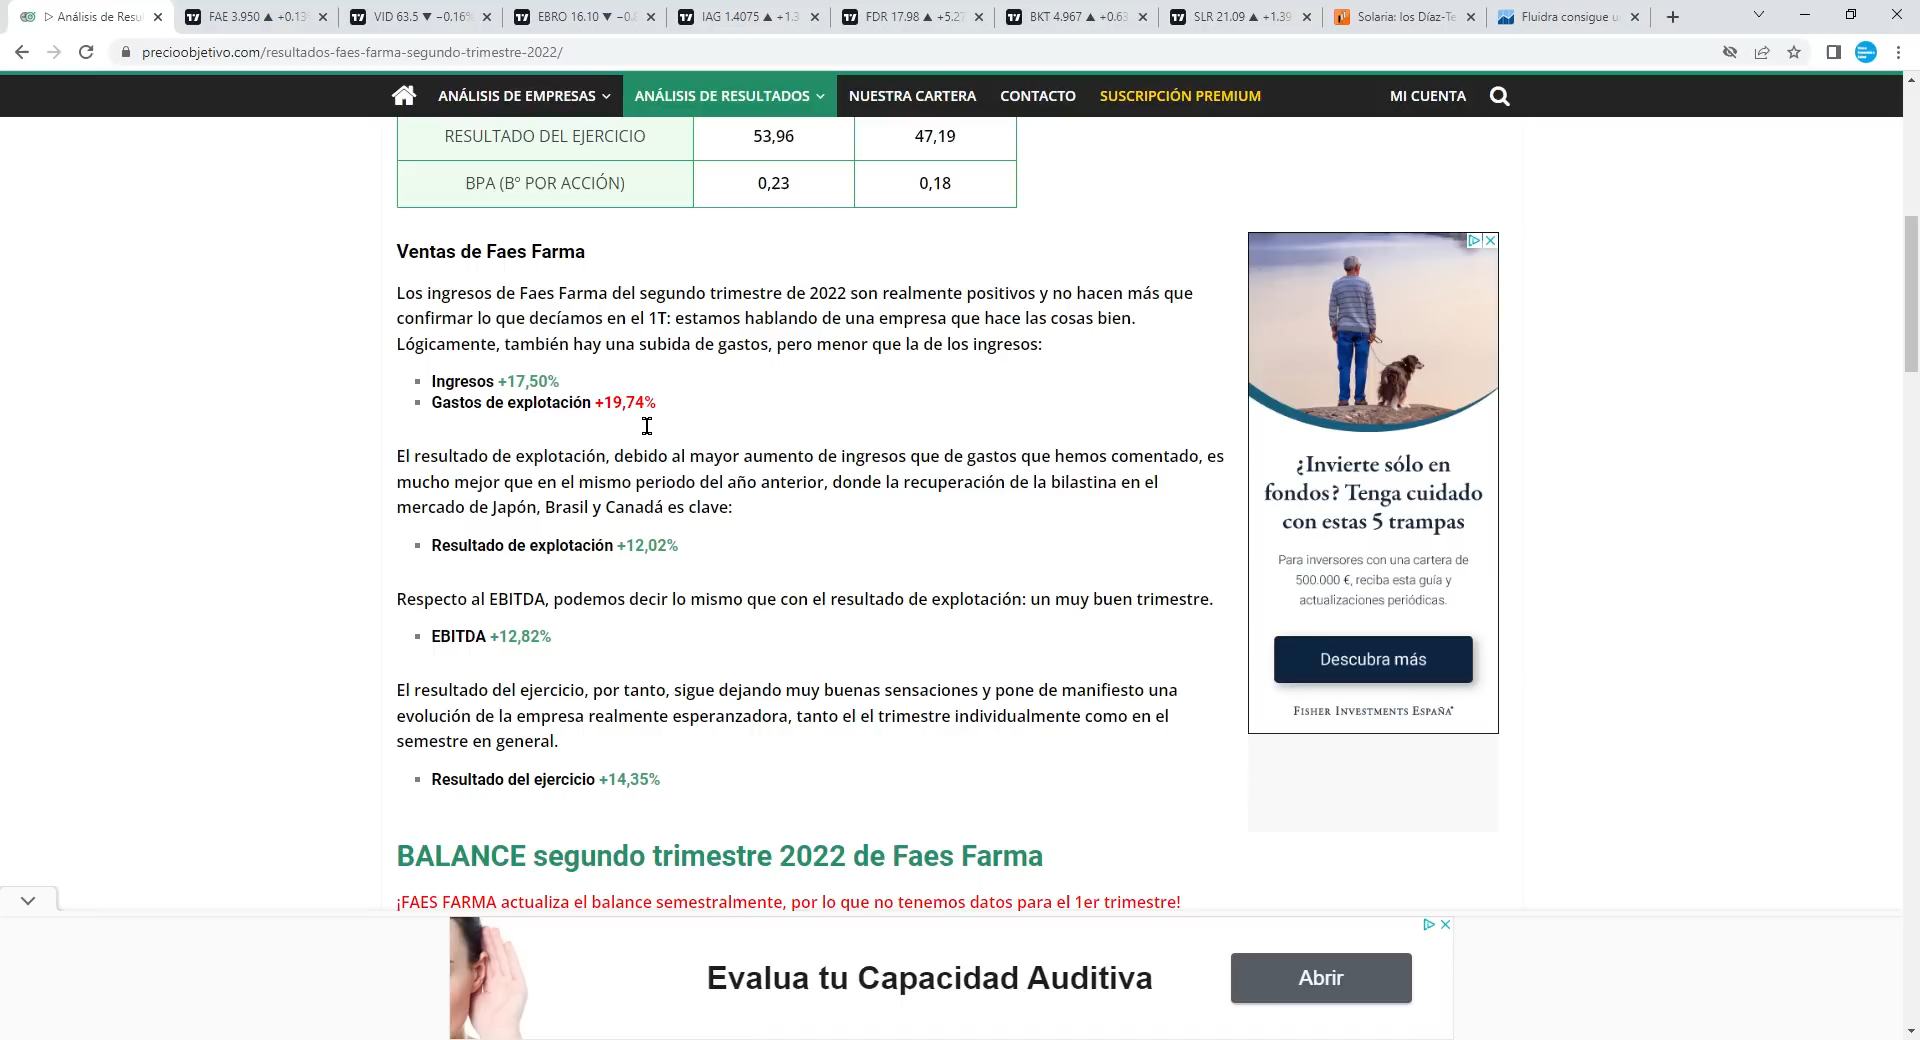 Análisis de Resu
FAE 3.950 ▲ +0.13
VID 63.5 ▼ −0.16%
EBRO 16.10 ▼ −0.
IAG 1.4075 ▲ +1.3
FDR 17.98 ▲ +5.27
BKT 4.967 ▲ +0.63
SLR 21.09 ▲ +1.39
Solaria: los Díaz-Te
Fluidra consigue u
precioobjetivo.com/resultados-faes-farma-segundo-trimestre-2022/
ANÁLISIS DE EMPRESAS
ANÁLISIS DE RESULTADOS
NUESTRA CARTERA
CONTACTO
SUSCRIPCIÓN PREMIUM
MI CUENTA
RESULTADO DEL EJERCICIO 53,96 47,19
BPA (Bº POR ACCIÓN) 0,23 0,18
Ventas de Faes Farma
Los ingresos de Faes Farma del segundo trimestre de 2022 son realmente positivos y no hacen más que
confirmar lo que decíamos en el 1T: estamos hablando de una empresa que hace las cosas bien.
Lógicamente, también hay una subida de gastos, pero menor que la de los ingresos:
Ingresos +17,50%
Gastos de explotación +19,74%
El resultado de explotación, debido al mayor aumento de ingresos que de gastos que hemos comentado, es
mucho mejor que en el mismo periodo del año anterior, donde la recuperación de la bilastina en el
mercado de Japón, Brasil y Canadá es clave:
Resultado de explotación +12,02%
Respecto al EBITDA, podemos decir lo mismo que con el resultado de explotación: un muy buen trimestre.
EBITDA +12,82%
El resultado del ejercicio, por tanto, sigue dejando muy buenas sensaciones y pone de manifiesto una
evolución de la empresa realmente esperanzadora, tanto el el trimestre individualmente como en el
semestre en general.
Resultado del ejercicio +14,35%
BALANCE segundo trimestre 2022 de Faes Farma
¡FAES FARMA actualiza el balance semestralmente, por lo que no tenemos datos para el 1er trimestre!
¿Invierte sólo en
fondos? Tenga cuidado
con estas 5 trampas
Para inversores con una cartera de
500.000 €, reciba esta guía y
actualizaciones periódicas.
Descubra más
FISHER INVESTMENTS ESPAÑA
Evalua tu Capacidad Auditiva
Abrir